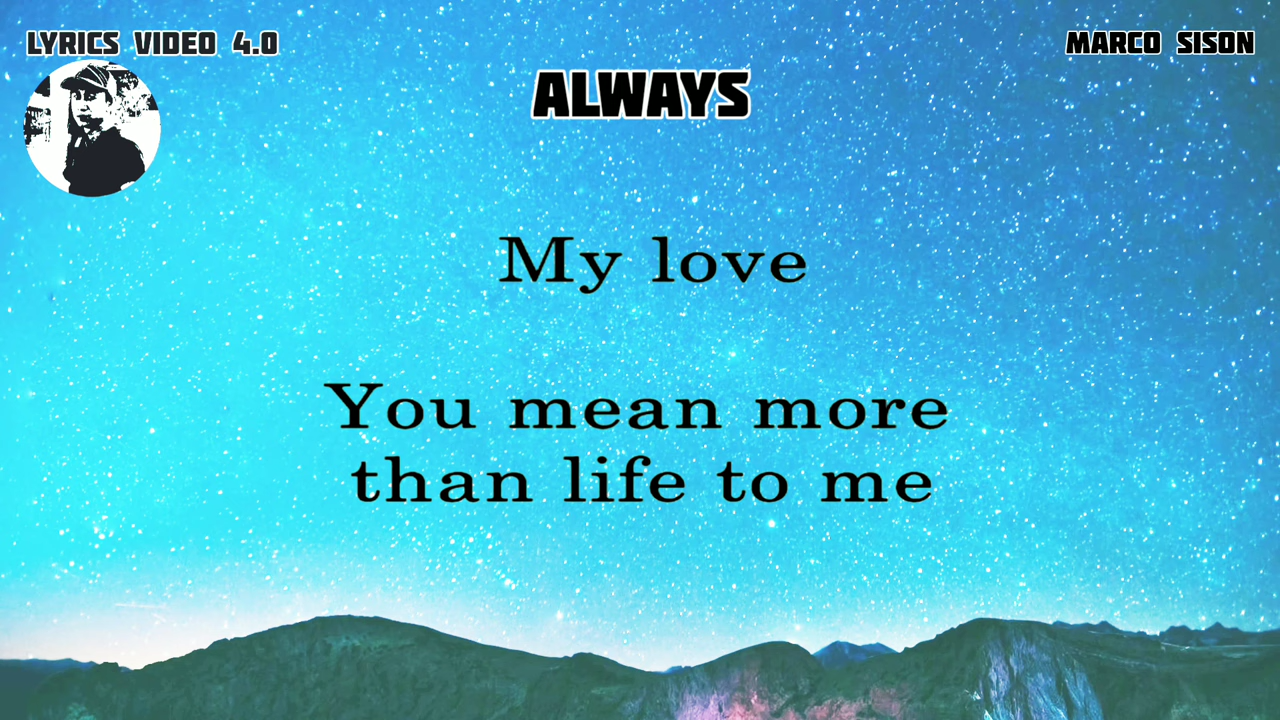 LYRICS VIDEO 4.0
MARCO SISON
ALWAYS
My love
You mean more
than life to me